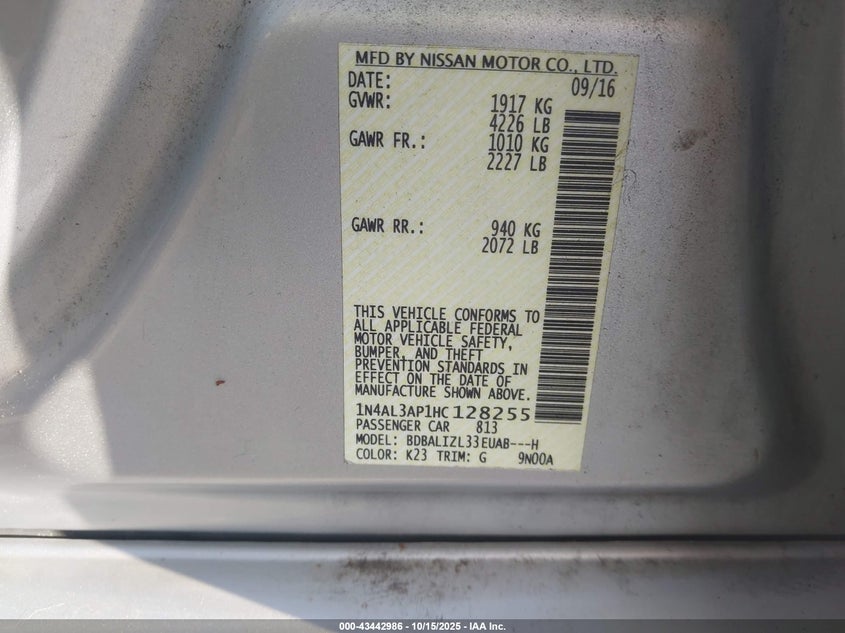 MFD BY NISSAN MOTOR CO., LTD.
DATE: 09/16
GVWR: 1917 KG
4226 LB
GAWR FR.: 1010 KG
2227 LB
GAWR RR.: 940 KG
2072 LB
THIS VEHICLE CONFORMS TO
ALL APPLICABLE FEDERAL
MOTOR VEHICLE SAFETY,
BUMPER, AND THEFT
PREVENTION STANDARDS IN
EFFECT ON THE DATE OF
MANUFACTURE SHOWN ABOVE.
1N4AL3AP1HC128255
PASSENGER CAR 813
MODEL: BDBALIZL33EUAB---H
COLOR: K23 TRIM: G 9N00A
000-43442986 - 10/15/2025 - IAA Inc.